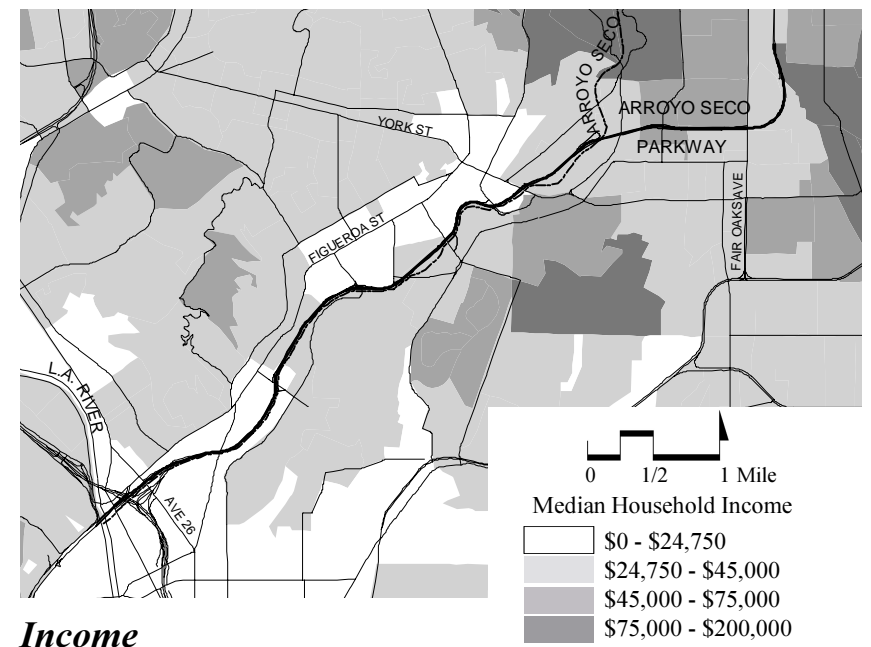 ARROYO SECO
ARROYO SECO
PARKWAY
YORK ST
FIGUEROA ST
FAIR OAKS AVE
L.A. RIVER
AVE 26
0 1/2 1 Mile
Median Household Income
$0 - $24,750
$24,750 - $45,000
$45,000 - $75,000
$75,000 - $200,000
Income